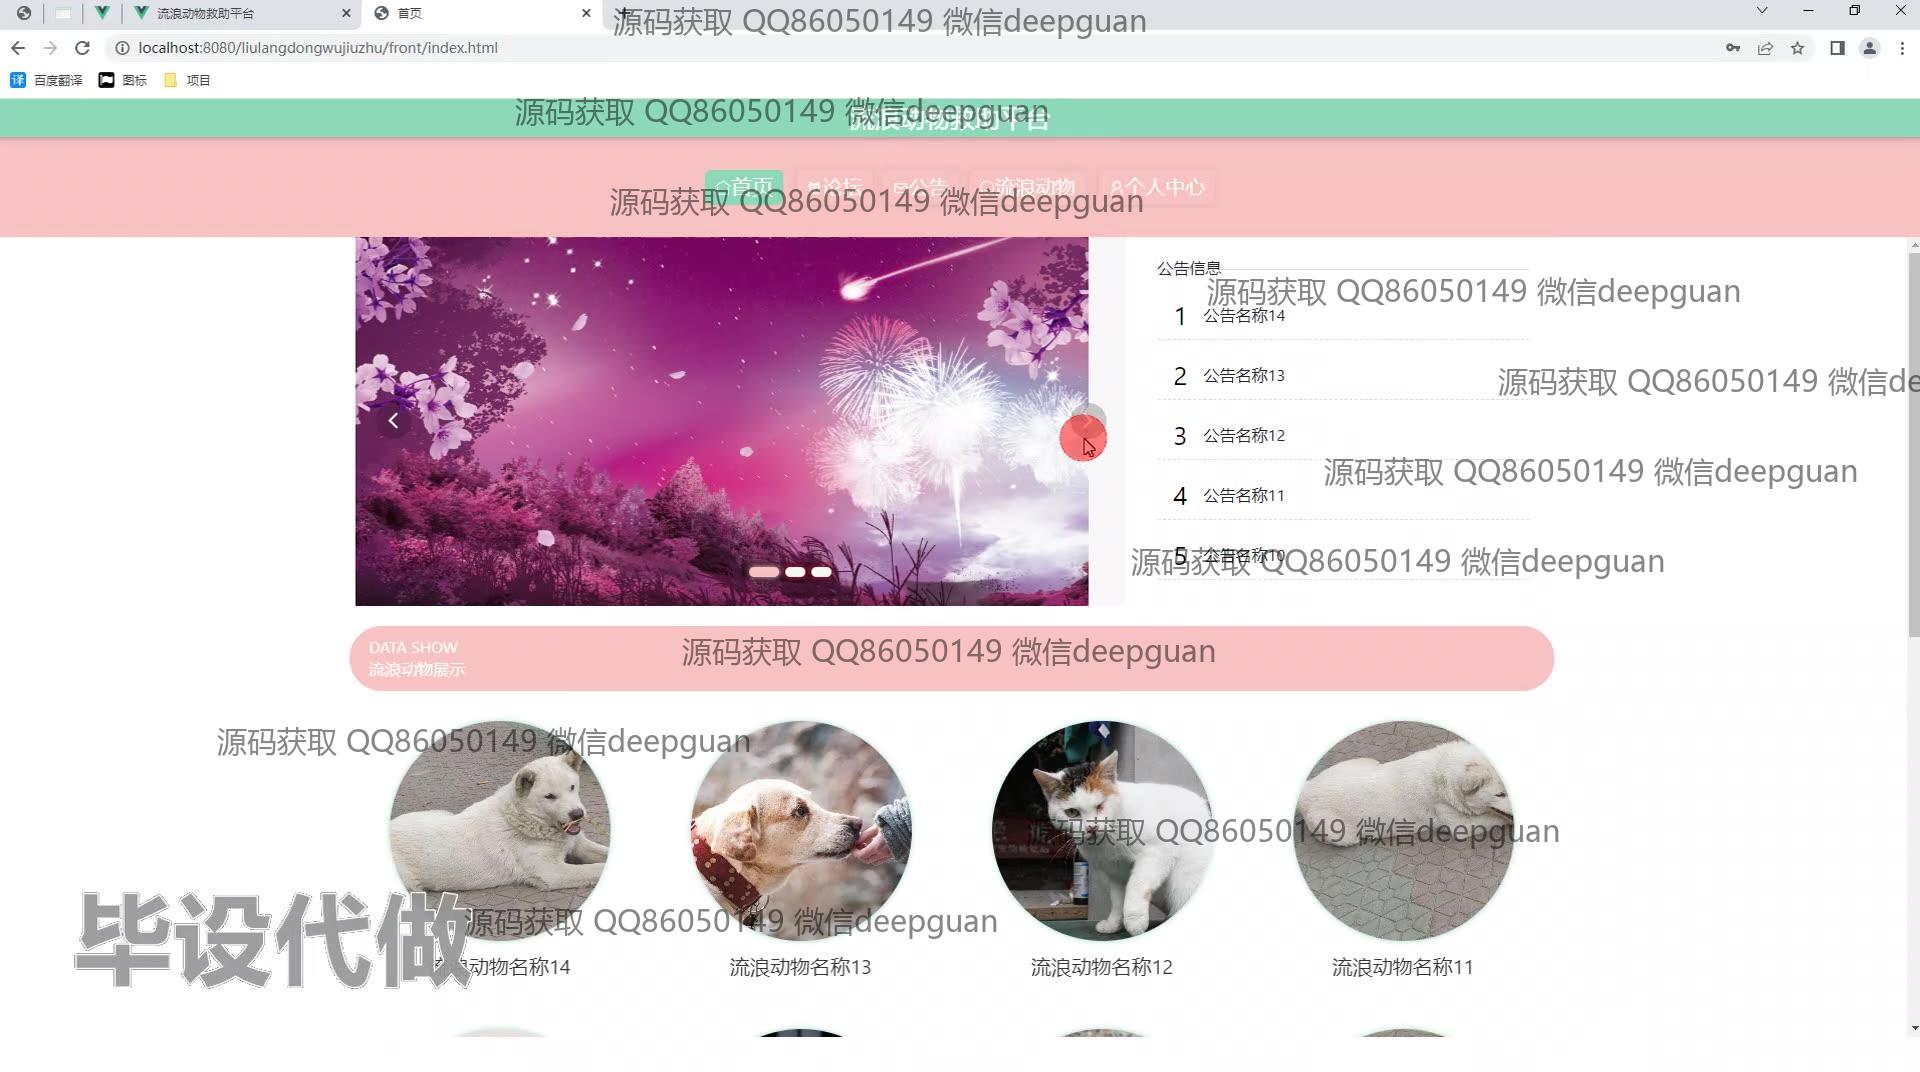 流浪动物救助平台
首页
源码获取 QQ86050149 微信deepguan
localhost:8080/liulangdongwujiuzhu/front/index.html
百度翻译
图标
项目
源码获取 QQ86050149 微信deepguan
流浪动物救助平台
首页
论坛
公告
流浪动物
个人中心
源码获取 QQ86050149 微信deepguan
公告信息
源码获取 QQ86050149 微信deepguan
1 公告名称14
2 公告名称13
源码获取 QQ86050149 微信de
3 公告名称12
源码获取 QQ86050149 微信deepguan
4 公告名称11
5 公告名称10
源码获取 QQ86050149 微信deepguan
DATA SHOW
流浪动物展示
源码获取 QQ86050149 微信deepguan
源码获取 QQ86050149 微信deepguan
源码获取 QQ86050149 微信deepguan
毕设代做
源码获取 QQ86050149 微信deepguan
流浪动物名称14
流浪动物名称13
流浪动物名称12
流浪动物名称11